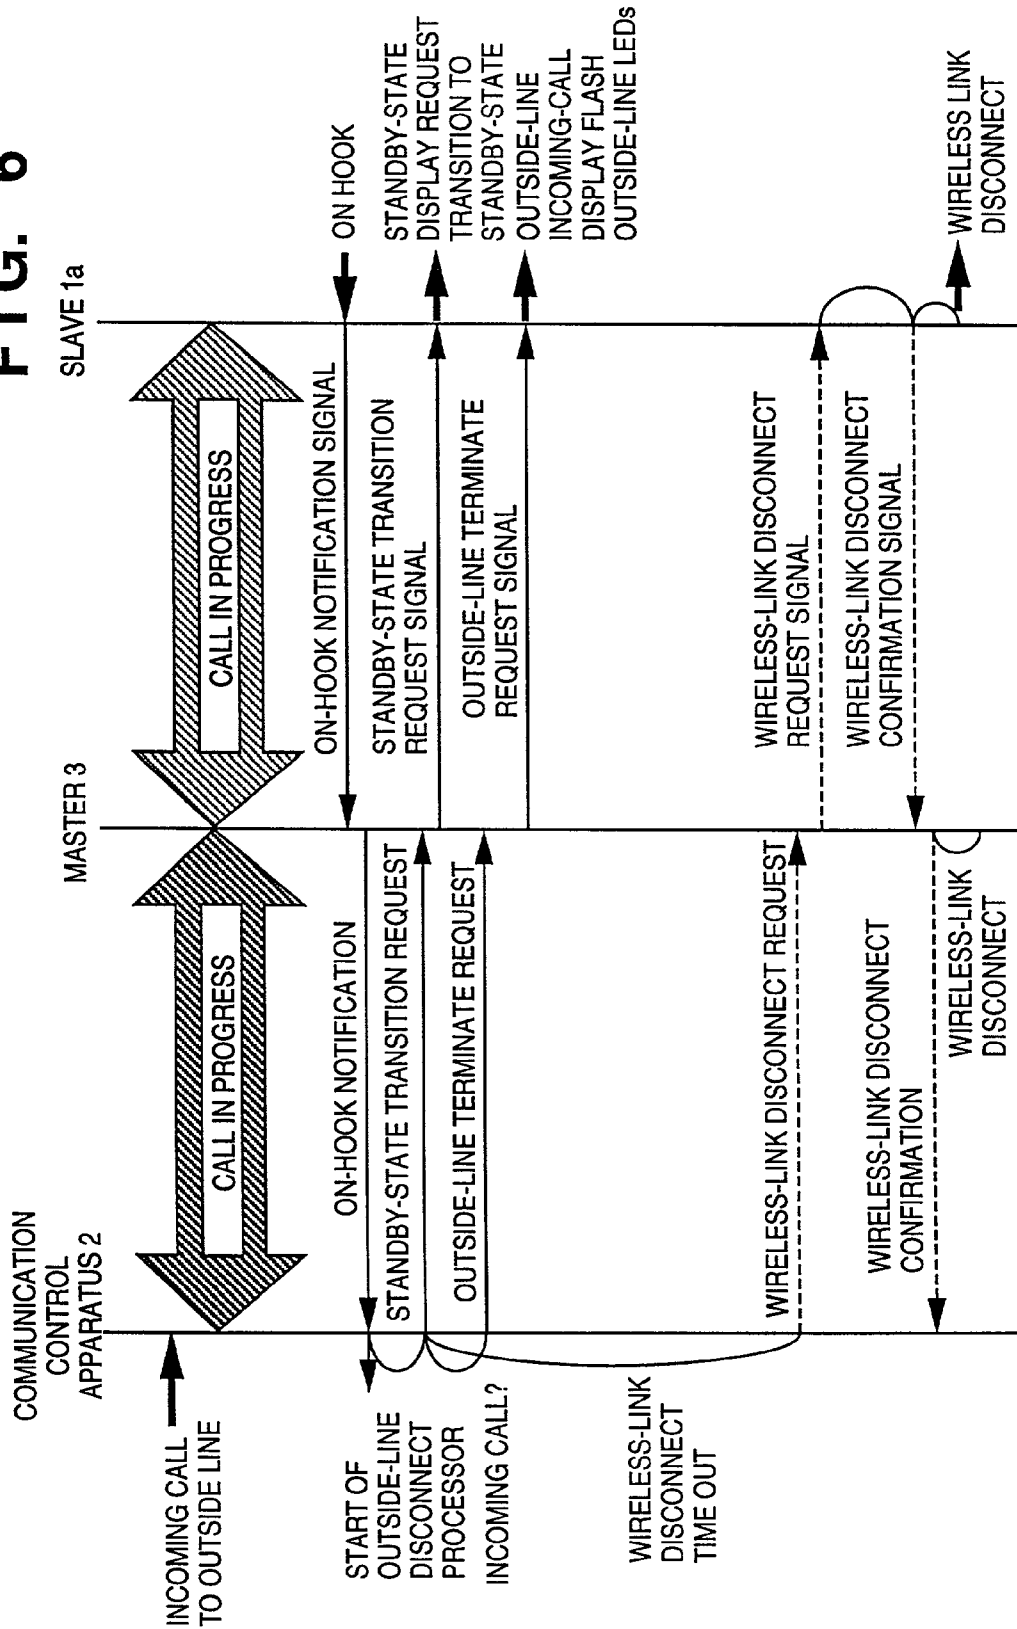 FIG. 6
COMMUNICATION
CONTROL
APPARATUS 2
MASTER 3
SLAVE 1a
INCOMING CALL
TO OUTSIDE LINE
CALL IN PROGRESS
CALL IN PROGRESS
ON HOOK
ON-HOOK NOTIFICATION SIGNAL
ON-HOOK NOTIFICATION
START OF
OUTSIDE-LINE
DISCONNECT
PROCESSOR
STANDBY-STATE TRANSITION REQUEST
STANDBY-STATE TRANSITION
REQUEST SIGNAL
STANDBY-STATE
DISPLAY REQUEST
TRANSITION TO
STANDBY-STATE
INCOMING CALL?
OUTSIDE-LINE TERMINATE REQUEST
OUTSIDE-LINE TERMINATE
REQUEST SIGNAL
OUTSIDE-LINE
INCOMING-CALL
DISPLAY FLASH
OUTSIDE-LINE LEDs
WIRELESS-LINK
DISCONNECT
TIME OUT
WIRELESS-LINK DISCONNECT REQUEST
WIRELESS-LINK DISCONNECT
REQUEST SIGNAL
WIRELESS-LINK DISCONNECT
CONFIRMATION SIGNAL
WIRELESS-LINK DISCONNECT
CONFIRMATION
WIRELESS-LINK
DISCONNECT
WIRELESS LINK
DISCONNECT